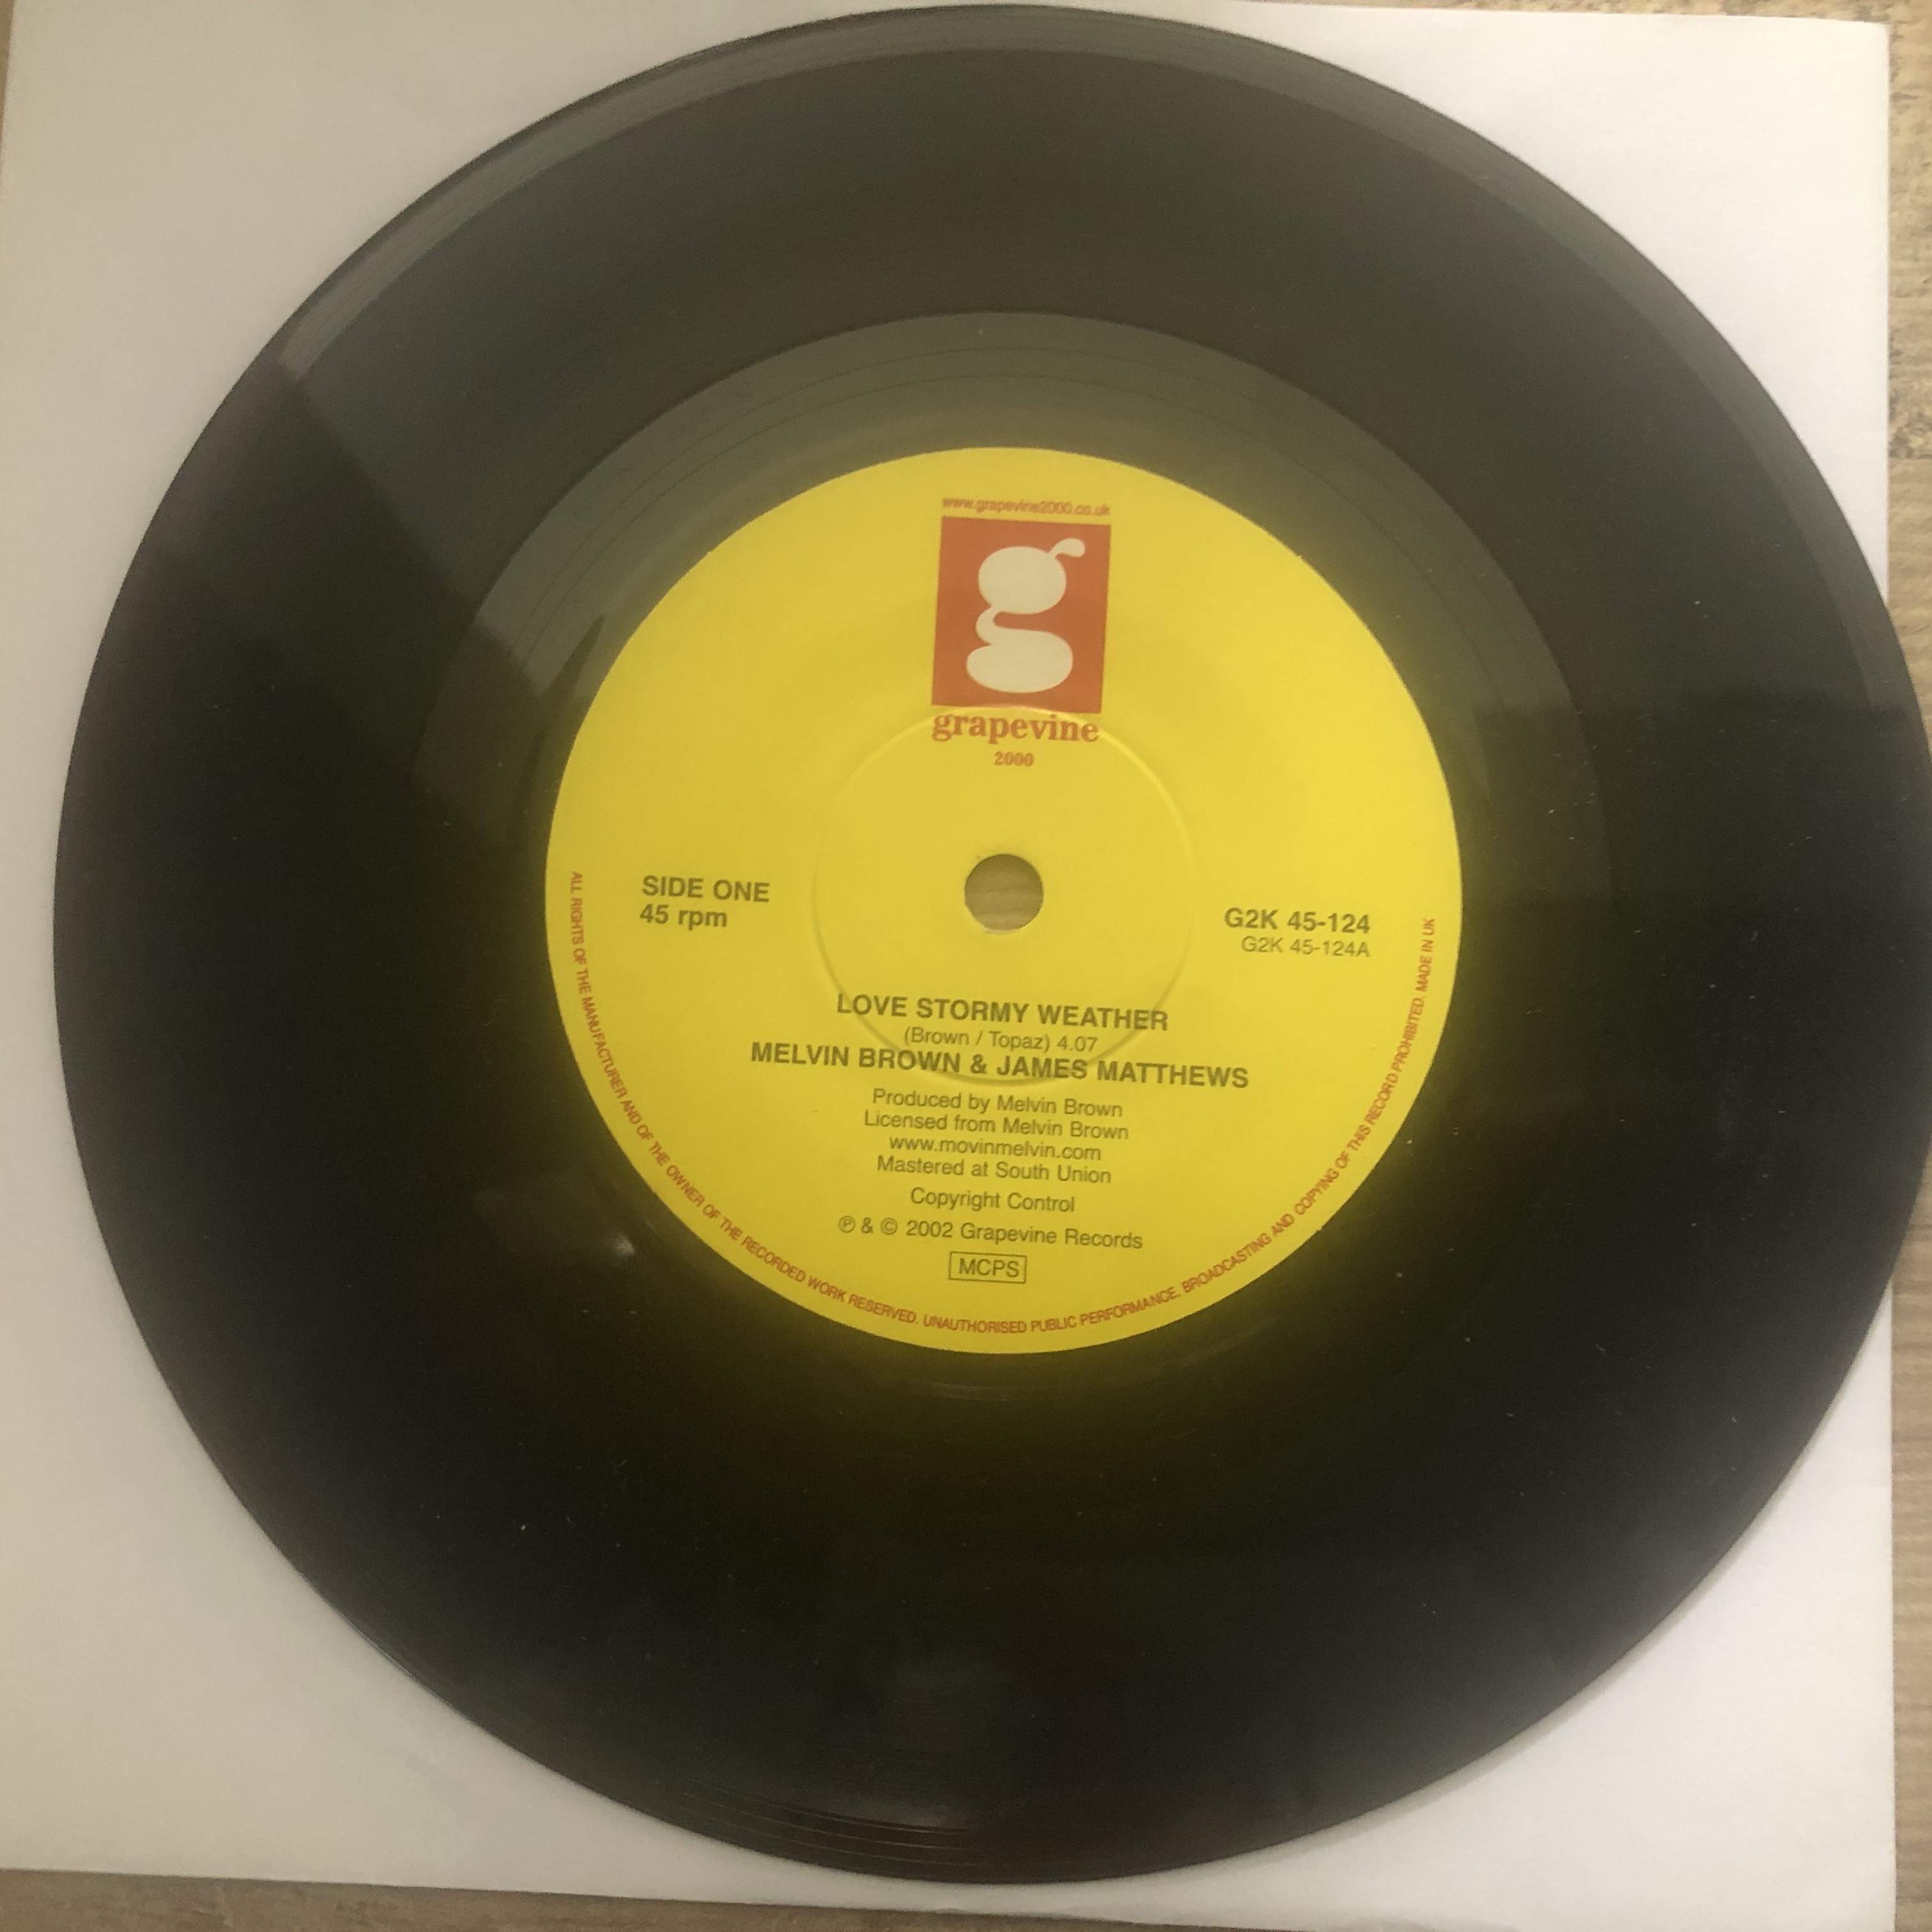 www.grapevine2000.co.uk
g
grapevine
2000
SIDE ONE
45 rpm
G2K 45-124
G2K 45-124A
LOVE STORMY WEATHER
(Brown / Topaz) 4.07
MELVIN BROWN & JAMES MATTHEWS
Produced by Melvin Brown
Licensed from Melvin Brown
www.movinmelvin.com
Mastered at South Union
Copyright Control
℗ & © 2002 Grapevine Records
MCPS
ALL RIGHTS OF THE MANUFACTURER AND OF THE OWNER OF THE RECORDED WORK RESERVED. UNAUTHORISED PUBLIC PERFORMANCE, BROADCASTING AND COPYING OF THIS RECORD PROHIBITED. MADE IN UK